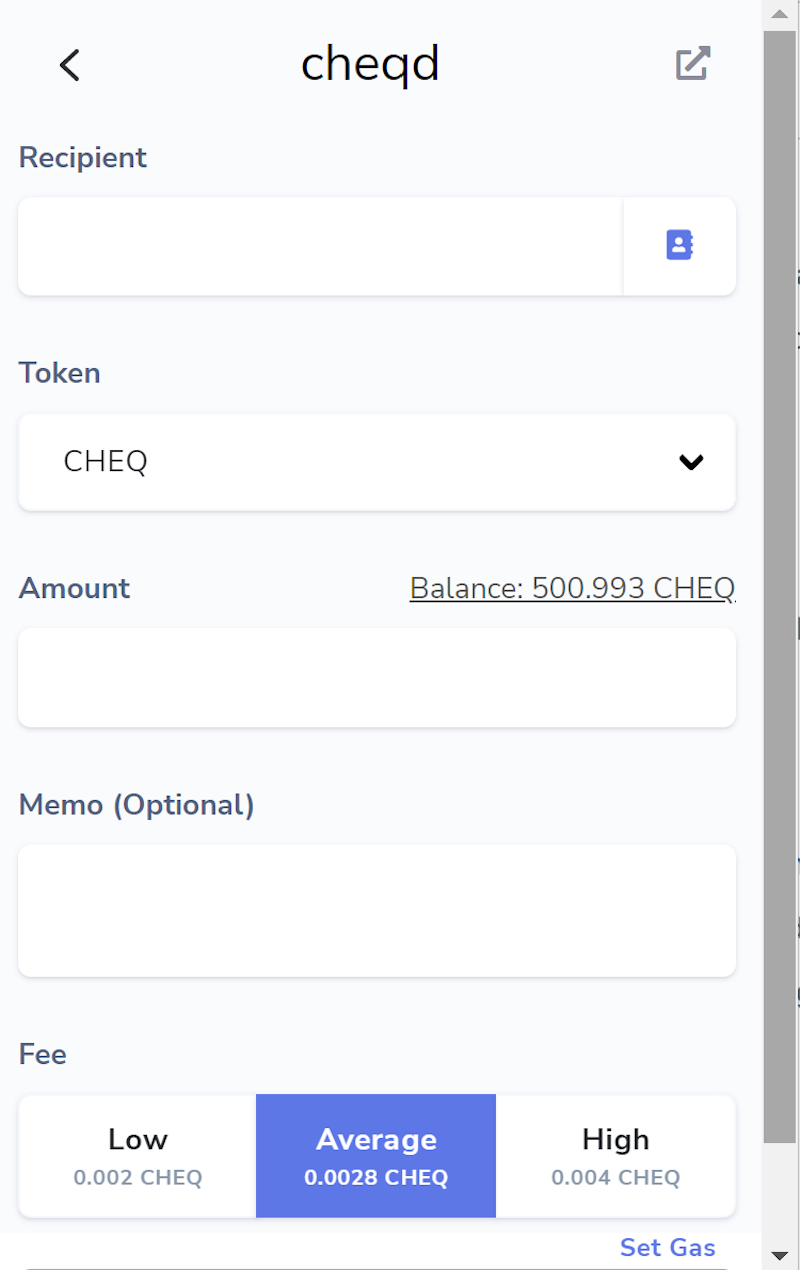 cheqd
Recipient
Token
CHEQ
Amount
Balance: 500.993 CHEQ
Memo (Optional)
Fee
Low
0.002 CHEQ
Average
0.0028 CHEQ
High
0.004 CHEQ
Set Gas